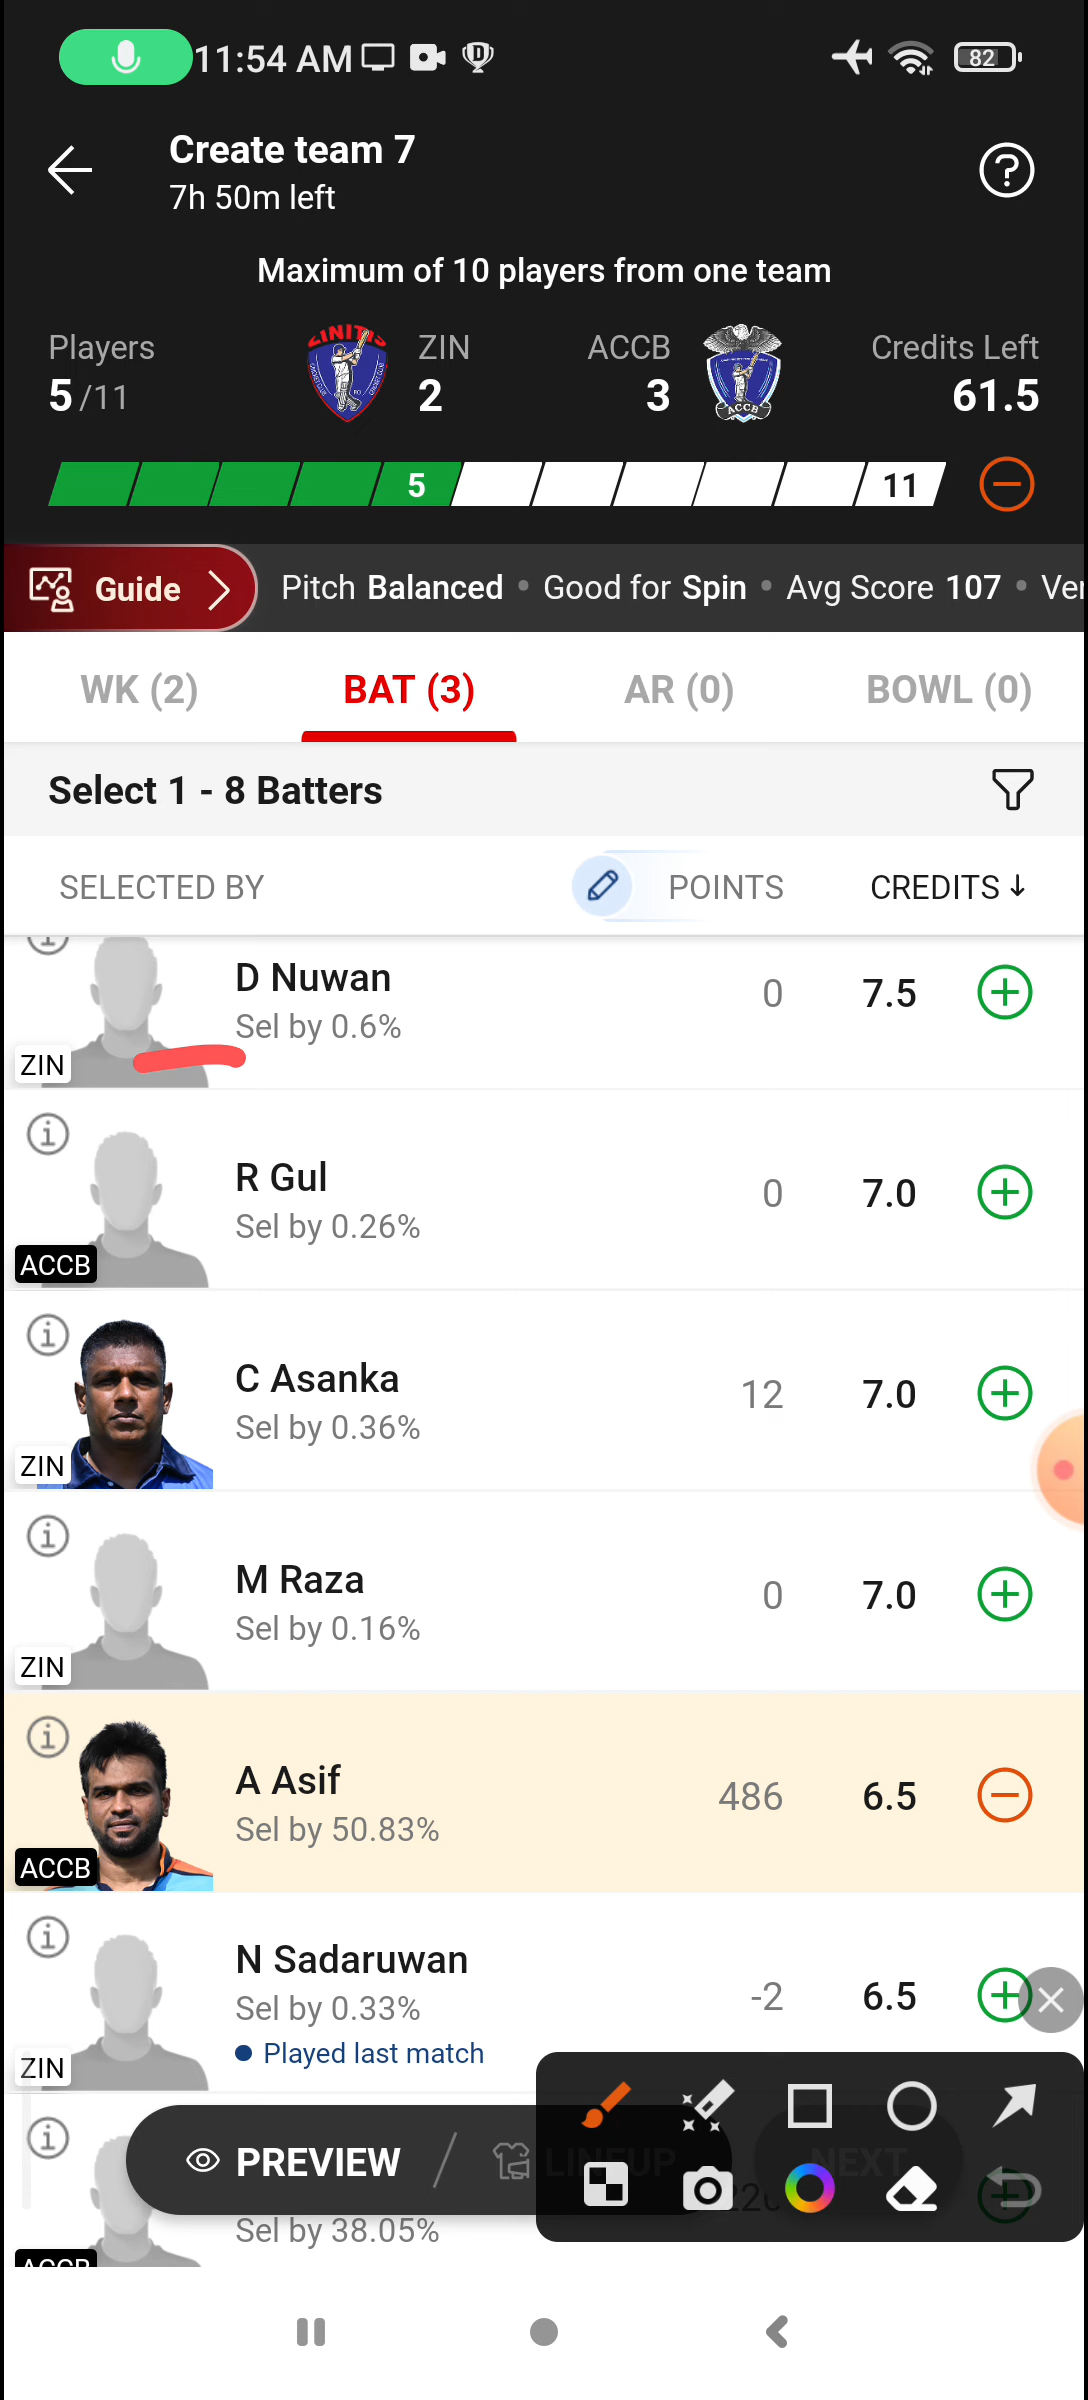 11:54 AM
82
Create team 7
7h 50m left
Maximum of 10 players from one team
Players
5/11
ZIN
2
ACCB
3
Credits Left
61.5
5
11
Guide
Pitch Balanced • Good for Spin • Avg Score 107 •
WK (2)
BAT (3)
AR (0)
BOWL (0)
Select 1 - 8 Batters
SELECTED BY
POINTS
CREDITS ↓
D Nuwan
Sel by 0.6%
ZIN
0
7.5
R Gul
Sel by 0.26%
ACCB
0
7.0
C Asanka
Sel by 0.36%
ZIN
12
7.0
M Raza
Sel by 0.16%
ZIN
0
7.0
A Asif
Sel by 50.83%
ACCB
486
6.5
N Sadaruwan
Sel by 0.33%
• Played last match
ZIN
-2
6.5
PREVIEW
LINEUP
NEXT
Sel by 38.05%
ACCB